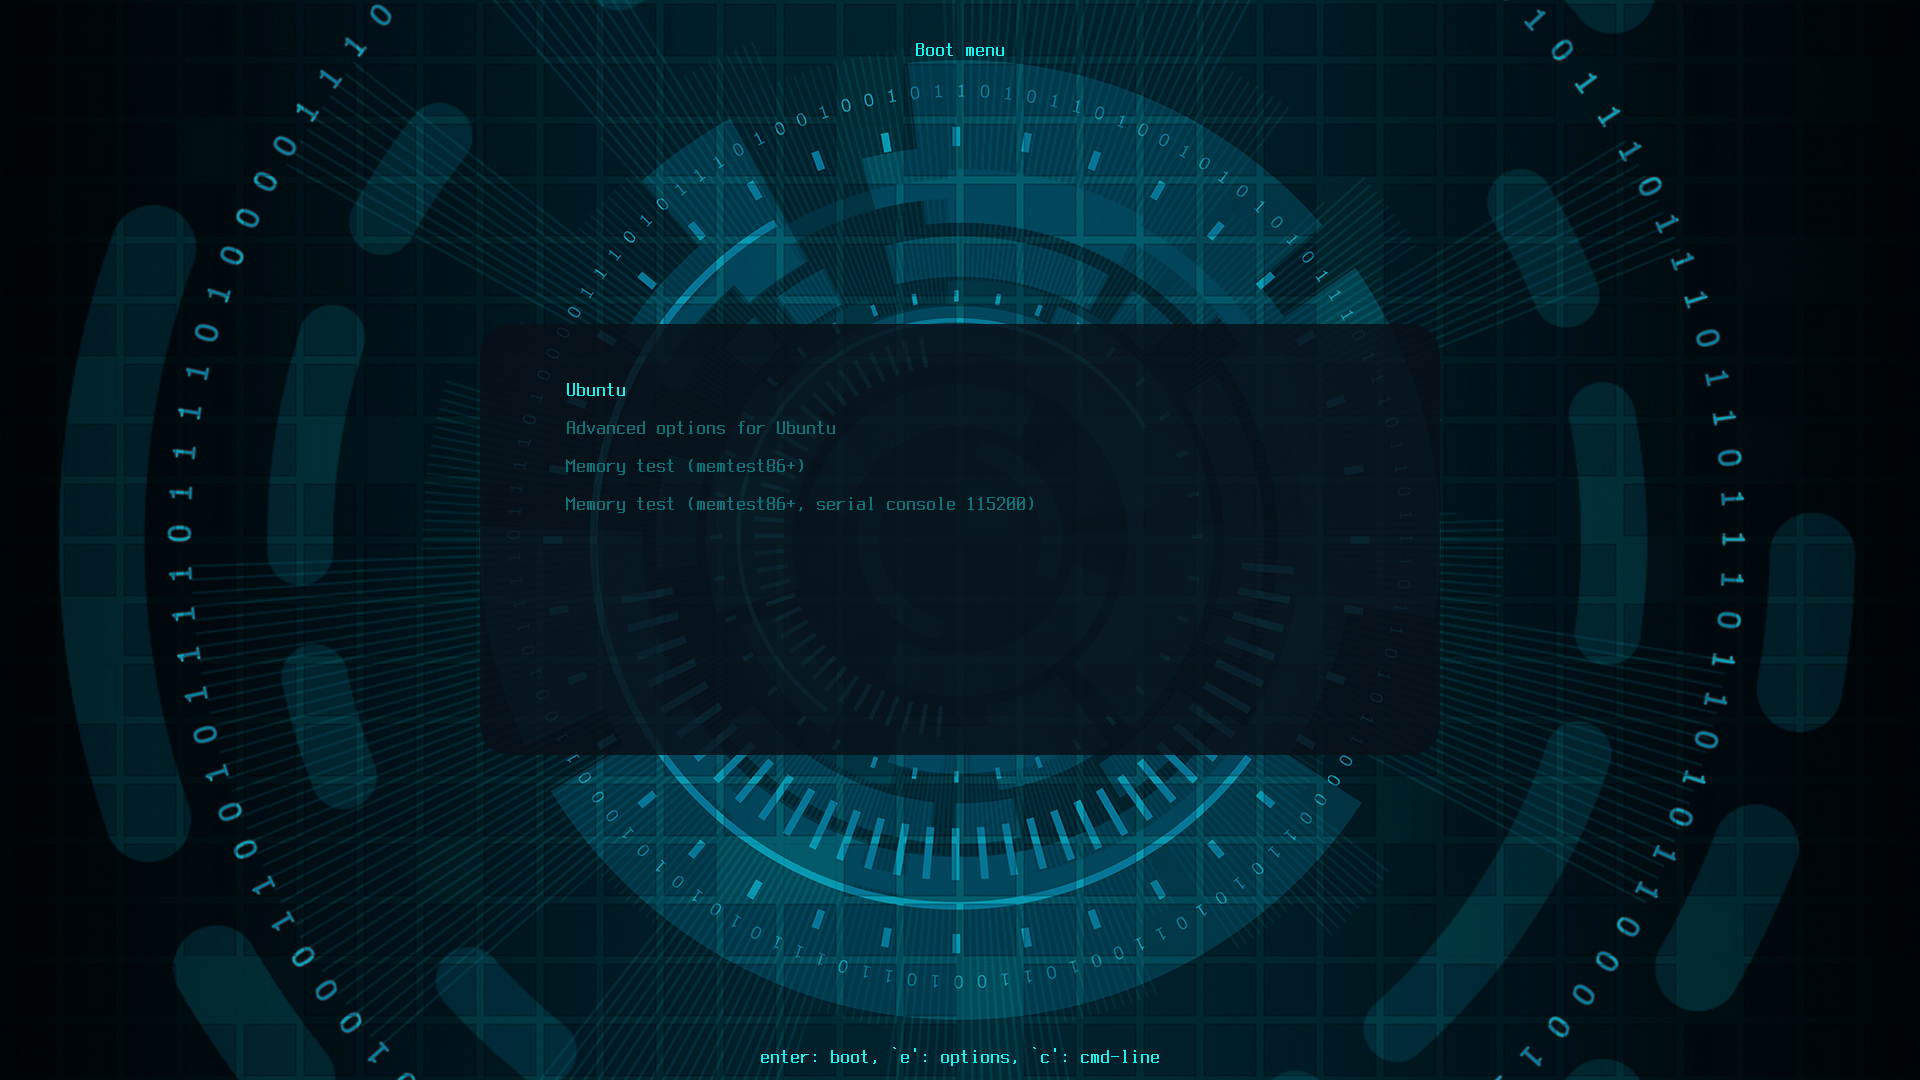 Boot menu
Ubuntu
Advanced options for Ubuntu
Memory test (memtest86+)
Memory test (memtest86+, serial console 115200)
enter: boot, `e': options, `c': cmd-line